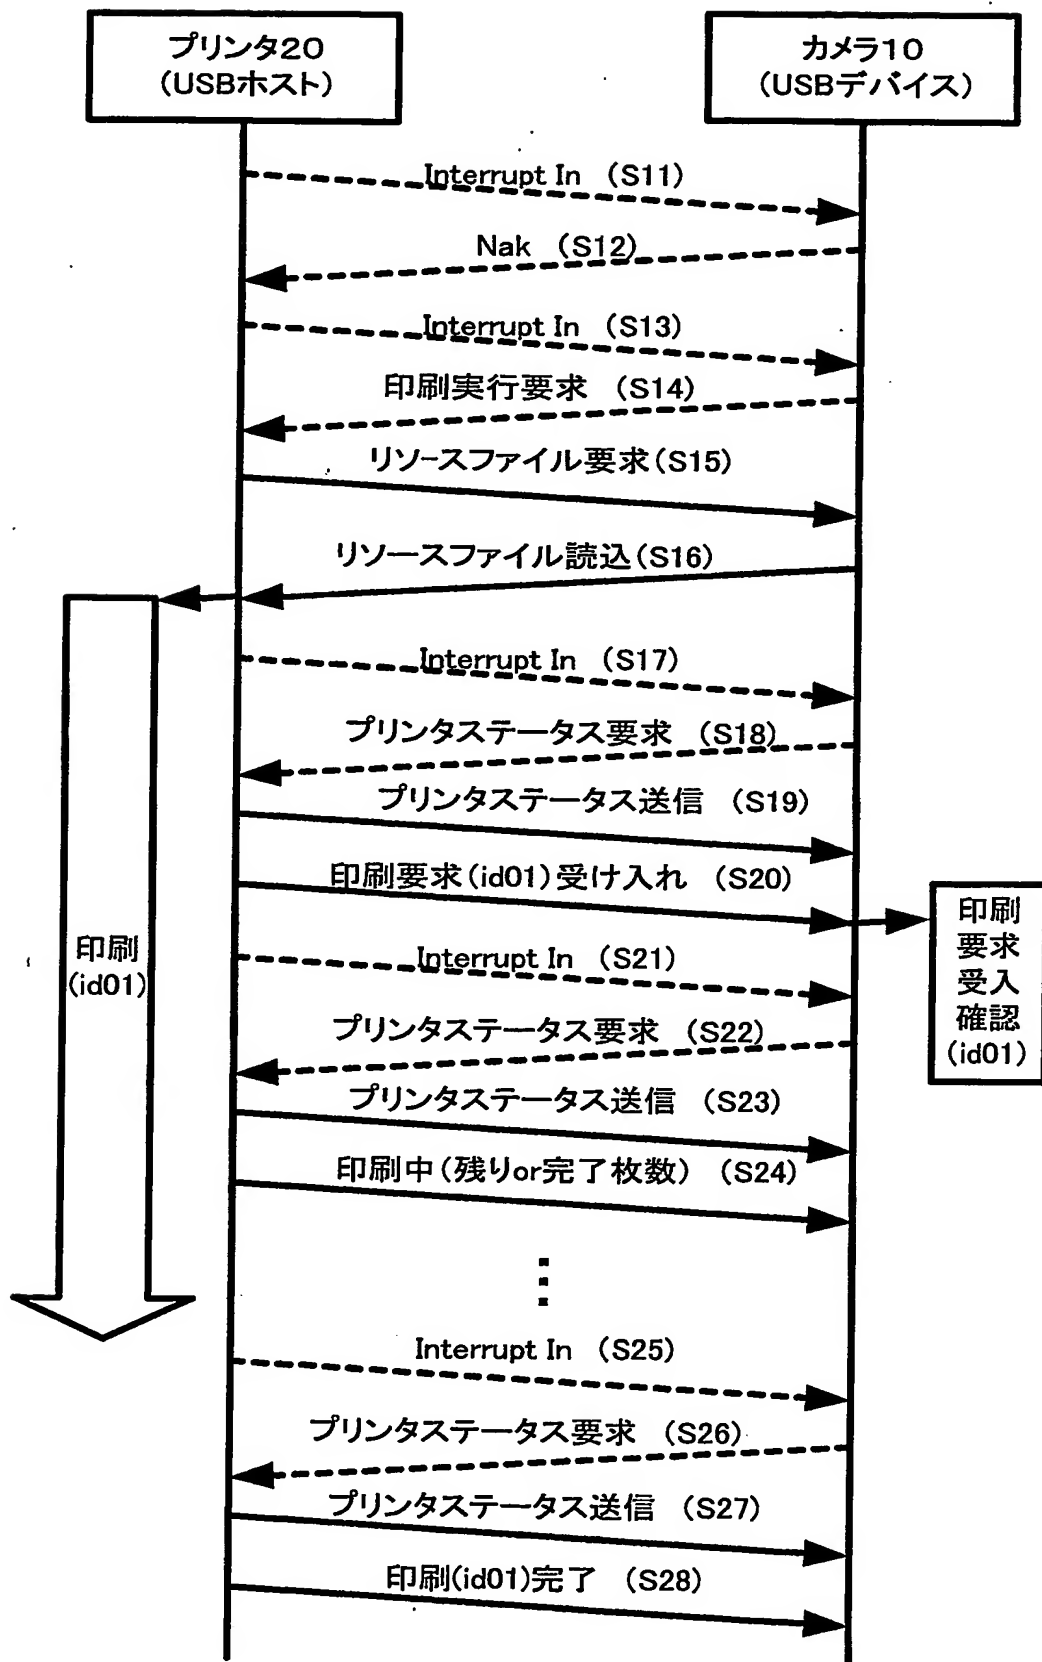 プリンタ20
(USBホスト)
カメラ10
(USBデバイス)
Interrupt In (S11)
Nak (S12)
Interrupt In (S13)
印刷実行要求 (S14)
リソースファイル要求(S15)
リソースファイル読込(S16)
Interrupt In (S17)
プリンタステータス要求 (S18)
プリンタステータス送信 (S19)
印刷要求(id01)受け入れ (S20)
印刷
要求
受入
確認
(id01)
印刷
(id01)
Interrupt In (S21)
プリンタステータス要求 (S22)
プリンタステータス送信 (S23)
印刷中(残りor完了枚数) (S24)
Interrupt In (S25)
プリンタステータス要求 (S26)
プリンタステータス送信 (S27)
印刷(id01)完了 (S28)